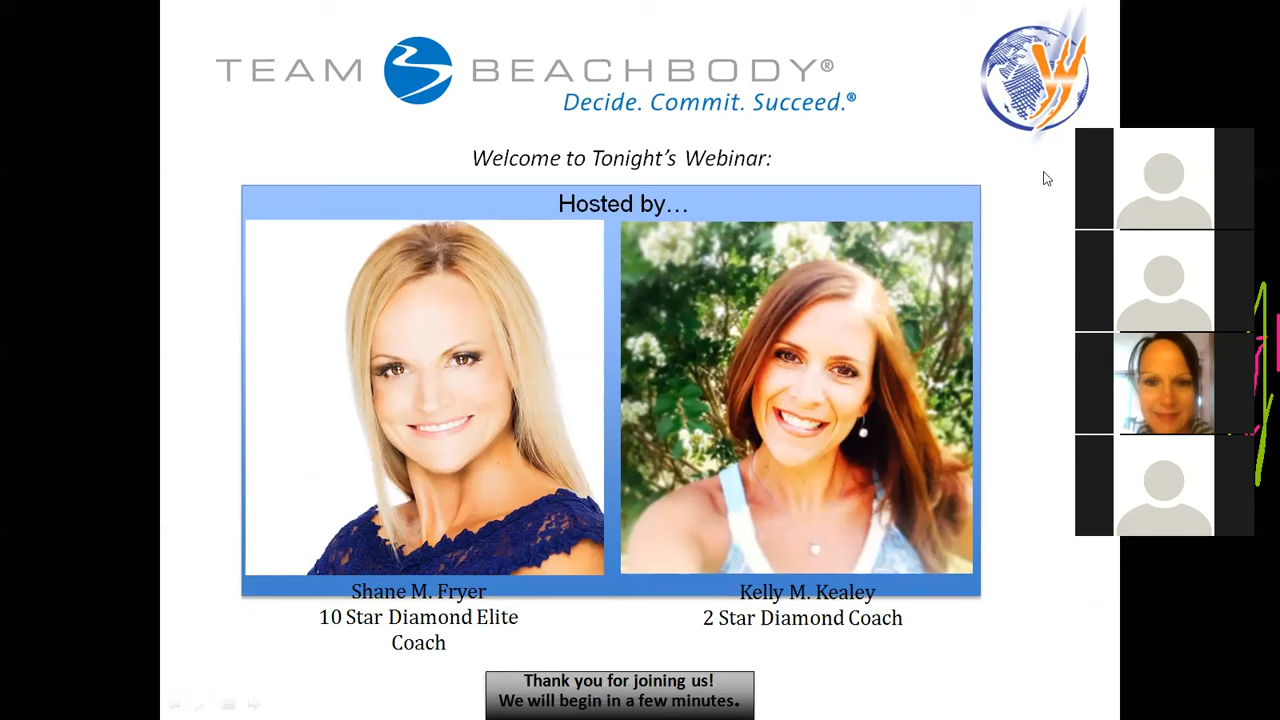 TEAM BEACHBODY®
Decide. Commit. Succeed.®
Welcome to Tonight's Webinar:
Hosted by...
Shane M. Fryer
10 Star Diamond Elite
Coach
Kelly M. Kealey
2 Star Diamond Coach
Thank you for joining us!
We will begin in a few minutes.